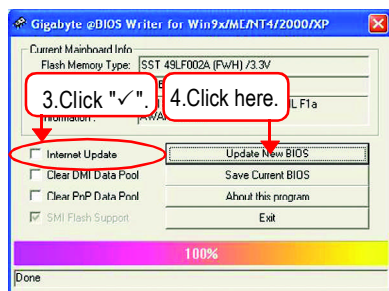 Gigabyte @BIOS Writer for Win9x/ME/NT4/2000/XP
Current Mainboard Info
Flash Memory Type: SST 49LF002A (FWH) /3.3V
3.Click "✓". 4.Click here.
F1a
Internet Update Update New BIOS
Clear DMI Data Pool Save Current BIOS
Clear PnP Data Pool About this program
SMI Flash Support Exit
100%
Done